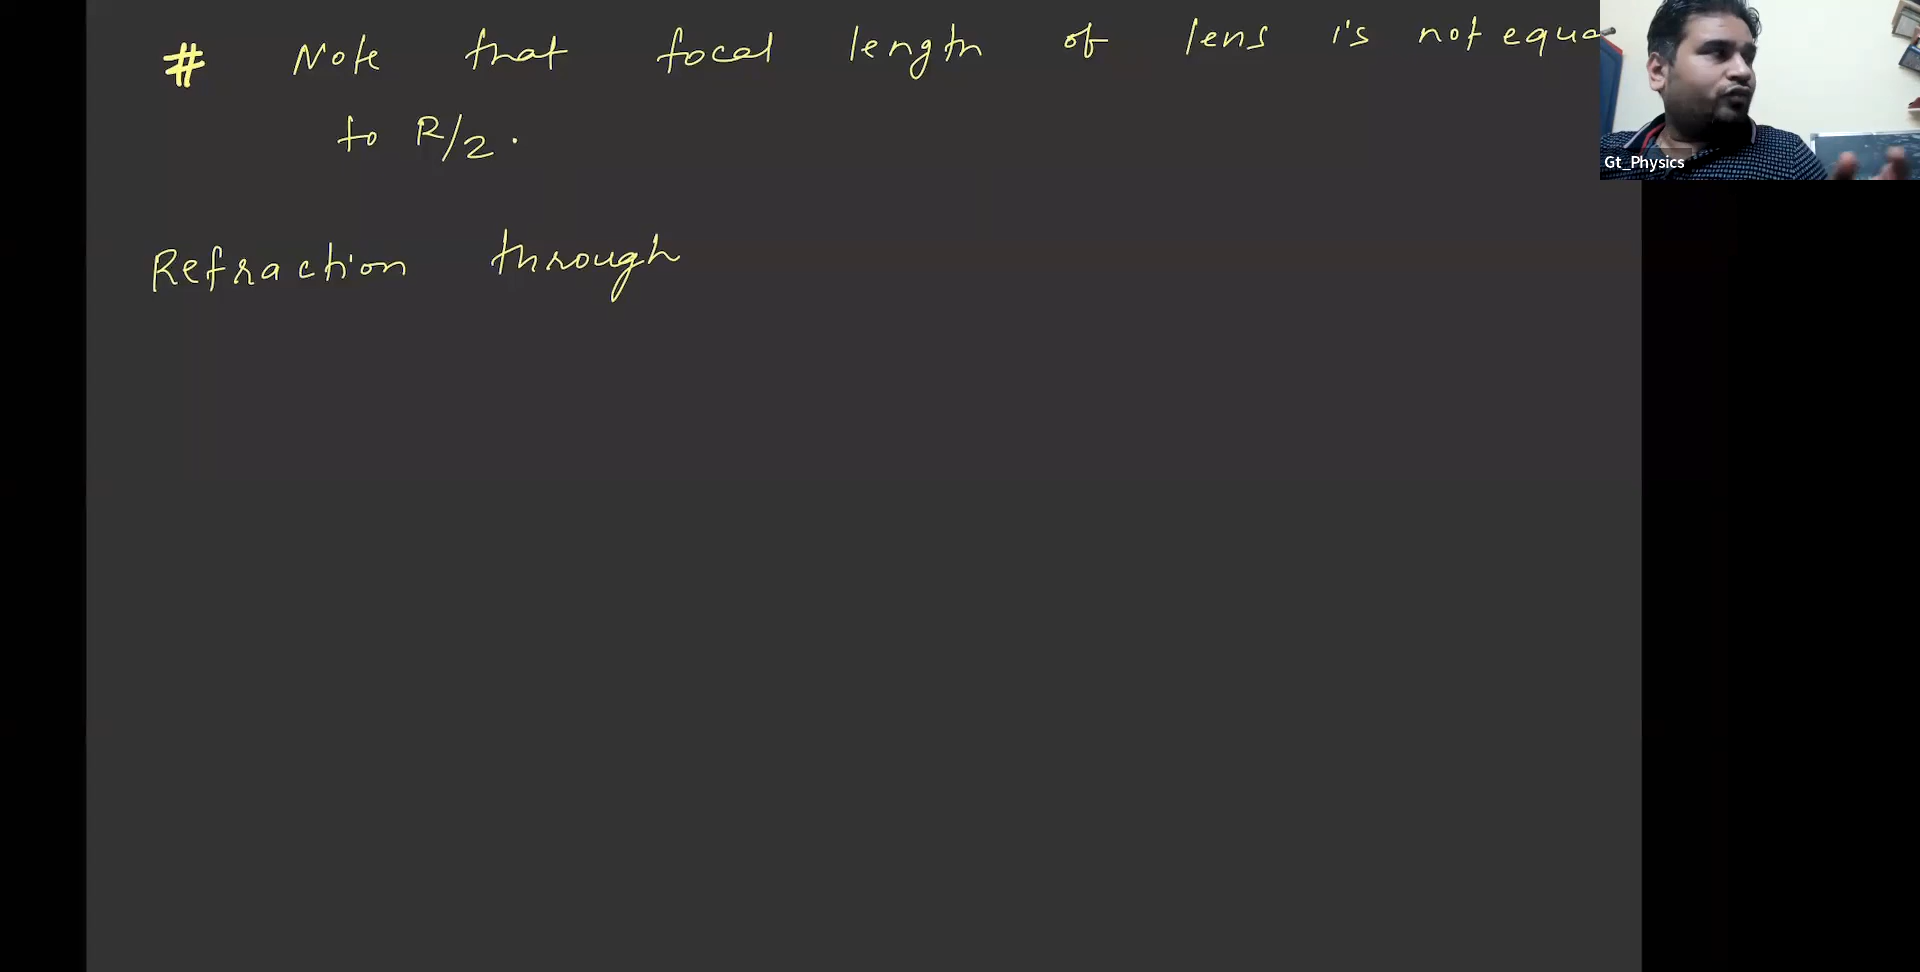 # Note that focal length of lens is not equa
to R/2.
Gt_Physics
Refraction through